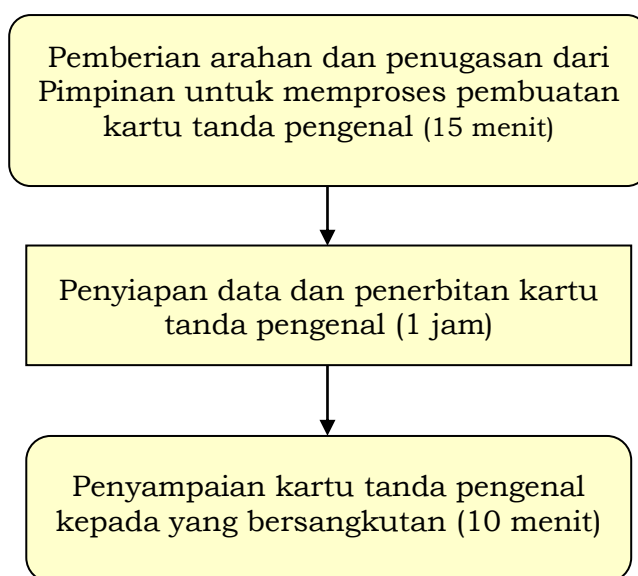 Pemberian arahan dan penugasan dari
Pimpinan untuk memproses pembuatan
kartu tanda pengenal (15 menit)
Penyiapan data dan penerbitan kartu
tanda pengenal (1 jam)
Penyampaian kartu tanda pengenal
kepada yang bersangkutan (10 menit)